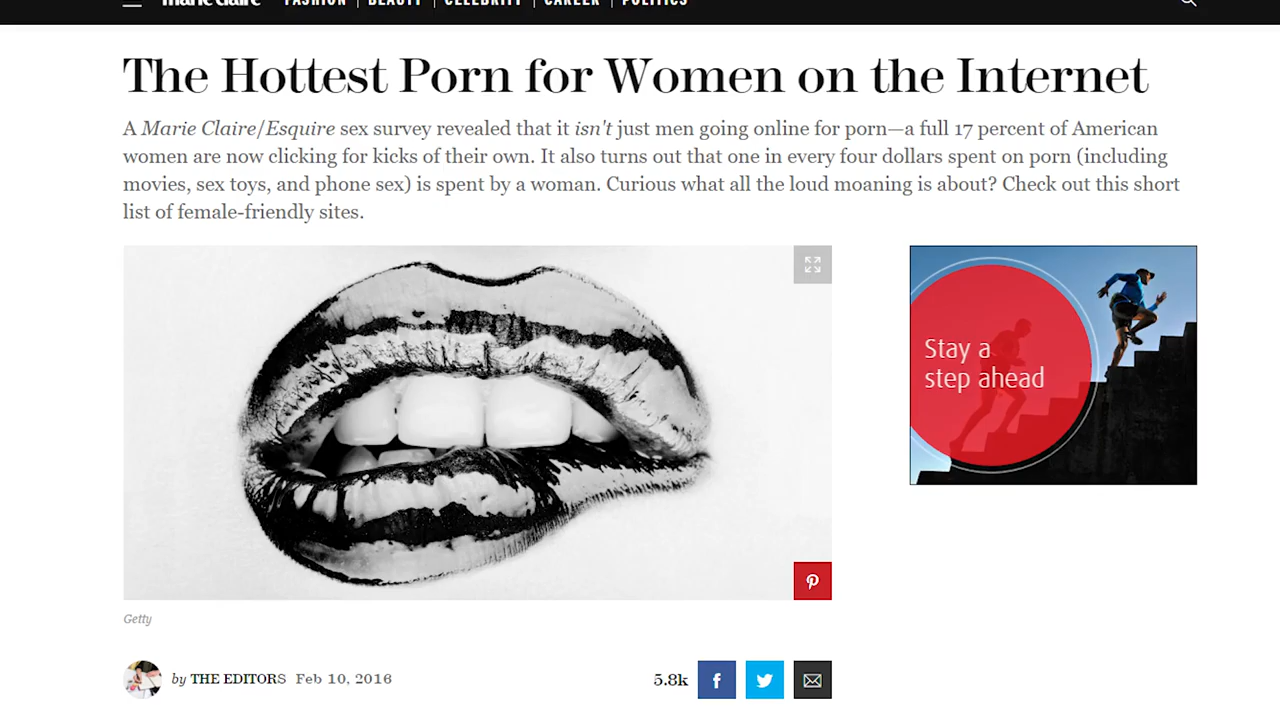 marie claire FASHION BEAUTY CELEBRITY CAREER POLITICS
The Hottest Porn for Women on the Internet
A Marie Claire/Esquire sex survey revealed that it isn't just men going online for porn—a full 17 percent of American
women are now clicking for kicks of their own. It also turns out that one in every four dollars spent on porn (including
movies, sex toys, and phone sex) is spent by a woman. Curious what all the loud moaning is about? Check out this short
list of female-friendly sites.
Stay a
step ahead
Getty
by THE EDITORS Feb 10, 2016
5.8k